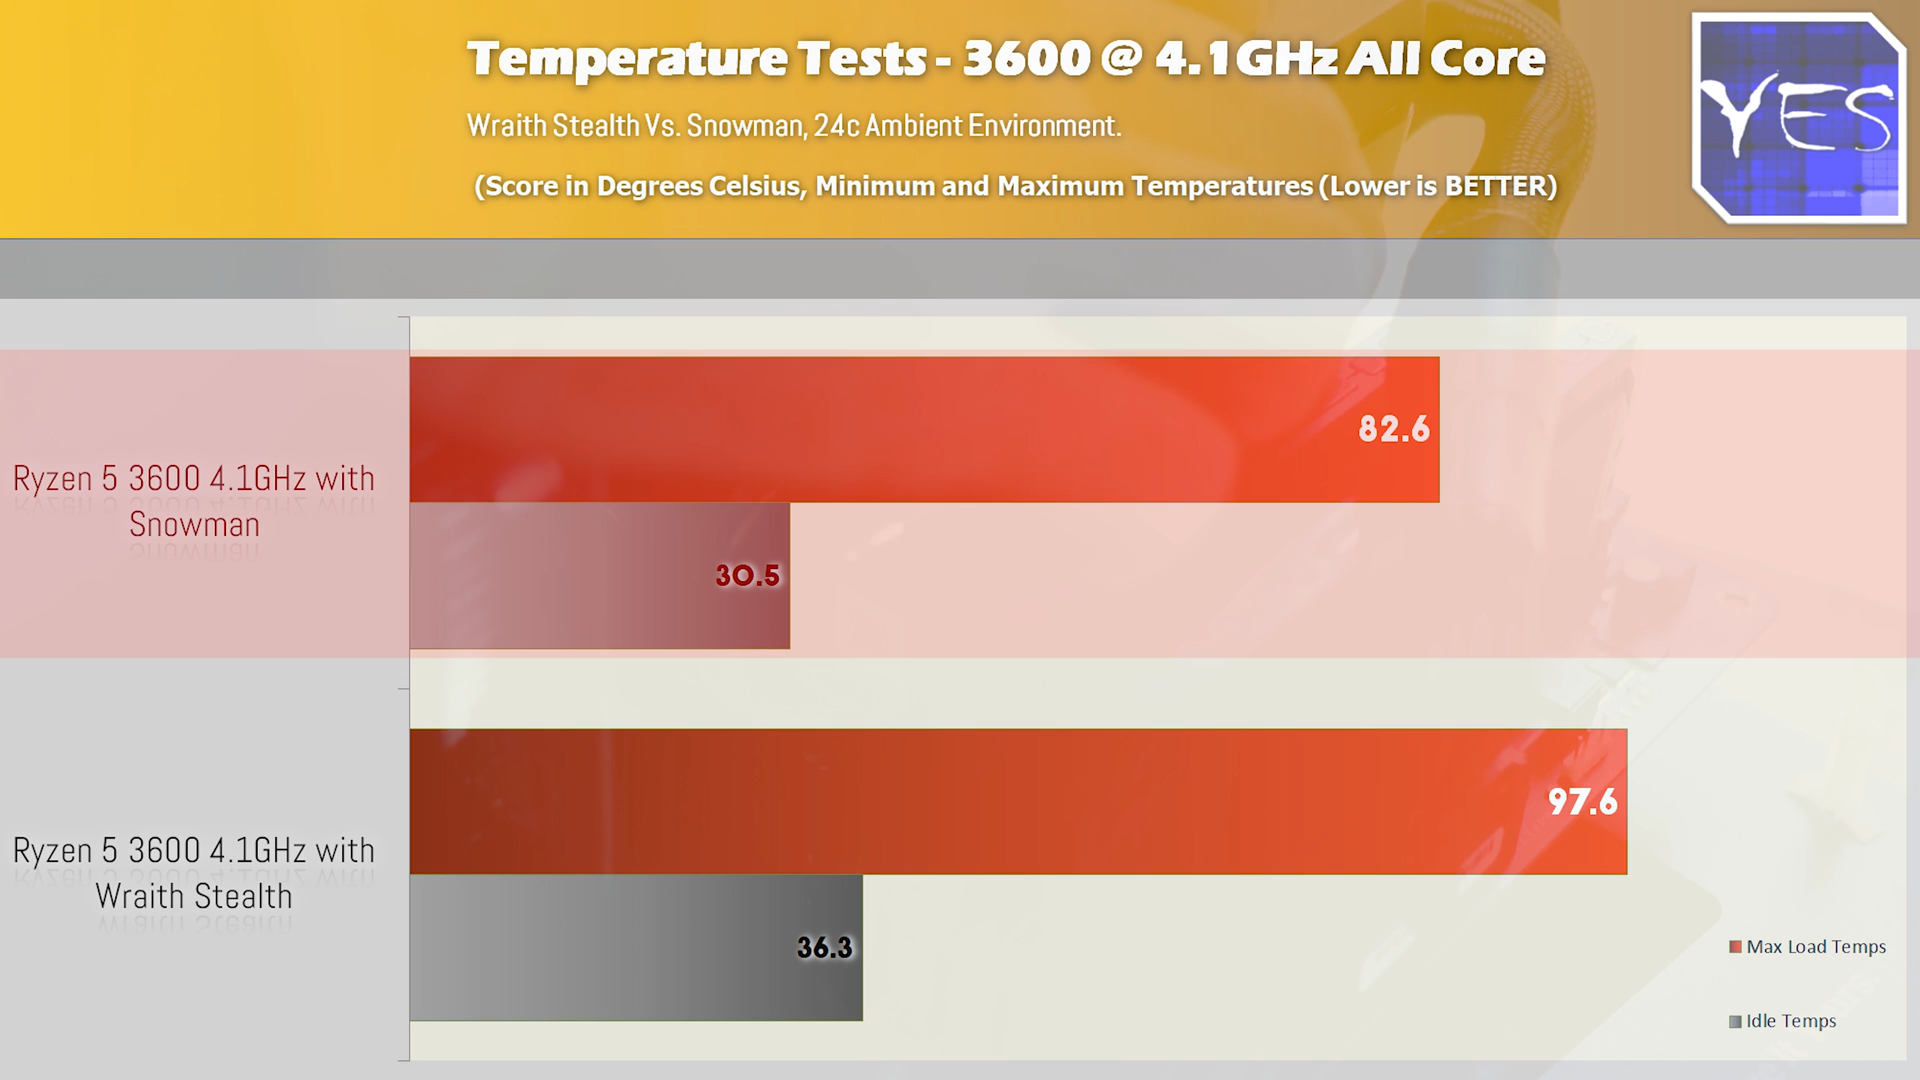 Temperature Tests - 3600 @ 4.1GHz All Core
Wraith Stealth Vs. Snowman, 24c Ambient Environment.
(Score in Degrees Celsius, Minimum and Maximum Temperatures (Lower is BETTER)
YES
Ryzen 5 3600 4.1GHz with
Snowman
82.6
30.5
Ryzen 5 3600 4.1GHz with
Wraith Stealth
97.6
36.3
Max Load Temps
Idle Temps